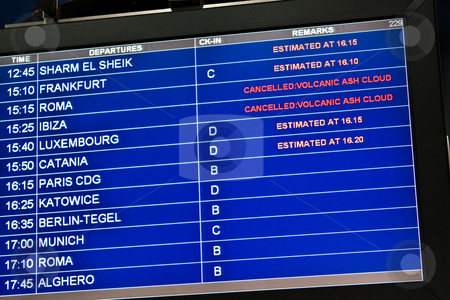 229
TIME DEPARTURES CK-IN REMARKS
12:45 SHARM EL SHEIK ESTIMATED AT 16.15
15:10 FRANKFURT C ESTIMATED AT 16.10
15:15 ROMA CANCELLED:VOLCANIC ASH CLOUD
15:25 IBIZA CANCELLED:VOLCANIC ASH CLOUD
15:40 LUXEMBOURG D ESTIMATED AT 16.15
15:50 CATANIA D ESTIMATED AT 16.20
16:15 PARIS CDG B
16:25 KATOWICE D
16:35 BERLIN-TEGEL B
17:00 MUNICH C
17:10 ROMA B
17:45 ALGHERO B